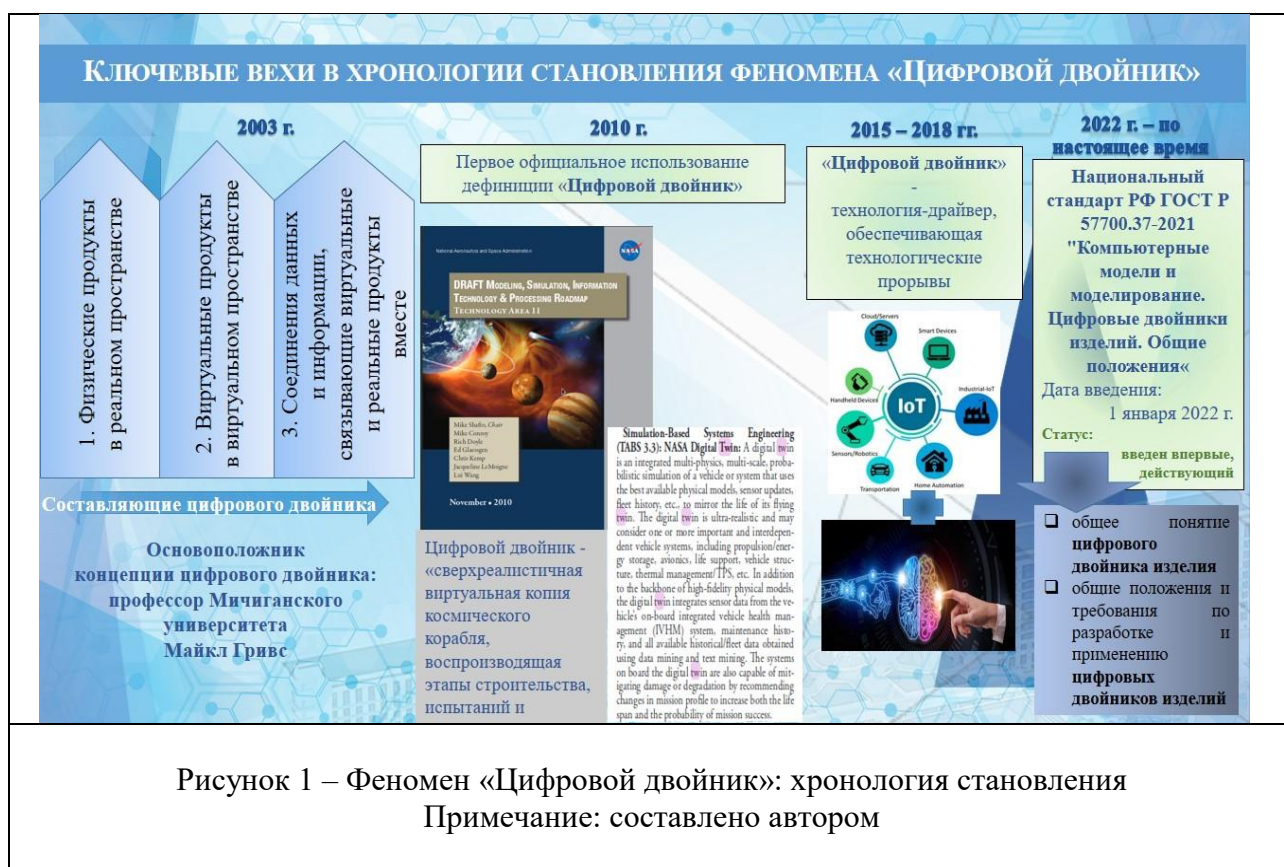 КЛЮЧЕВЫЕ ВЕХИ В ХРОНОЛОГИИ СТАНОВЛЕНИЯ ФЕНОМЕНА «ЦИФРОВОЙ ДВОЙНИК»
2003 г.
1. Физические продукты
в реальном пространстве
2. Виртуальные продукты
в виртуальном пространстве
3. Соединения данных
и информации,
связывающие виртуальные
и реальные продукты
вместе
Составляющие цифрового двойника
Основоположник
концепции цифрового двойника:
профессор Мичиганского
университета
Майкл Гривс
2010 г.
Первое официальное использование
дефиниции «Цифровой двойник»
National Aeronautics and Space Administration
NASA
DRAFT MODELING, SIMULATION, INFORMATION
TECHNOLOGY & PROCESSING ROADMAP
TECHNOLOGY AREA 11
Mike Shafto, Chair
Mike Conroy
Rich Doyle
Ed Glaessgen
Chris Kemp
Jacqueline LeMoigne
Lui Wang
November • 2010
Цифровой двойник -
«сверхреалистичная
виртуальная копия
космического
корабля,
воспроизводящая
этапы строительства,
испытаний и
Simulation-Based Systems Engineering
(TABS 3.3): NASA Digital Twin: A digital twin
is an integrated multi-physics, multi-scale, proba-
bilistic simulation of a vehicle or system that uses
the best available physical models, sensor updates,
fleet history, etc., to mirror the life of its flying
twin. The digital twin is ultra-realistic and may
consider one or more important and interdepen-
dent vehicle systems, including propulsion/ener-
gy storage, avionics, life support, vehicle struc-
ture, thermal management/TPS, etc. In addition
to the backbone of high-fidelity physical models,
the digital twin integrates sensor data from the ve-
hicle's on-board integrated vehicle health man-
agement (IVHM) system, maintenance histo-
ry, and all available historical/fleet data obtained
using data mining and text mining. The systems
on board the digital twin are also capable of mit-
igating damage or degradation by recommending
changes in mission profile to increase both the life
span and the probability of mission success.
2015 – 2018 гг.
«Цифровой двойник»
-
технология-драйвер,
обеспечивающая
технологические
прорывы
Cloud/Servers
Smart Devices
Handheld Devices
Industrial-IoT
IoT
Sensors/Robotics
Transportation
Home Automation
2022 г. – по
настоящее время
Национальный
стандарт РФ ГОСТ Р
57700.37-2021
"Компьютерные
модели и
моделирование.
Цифровые двойники
изделий. Общие
положения“
Дата введения:
1 января 2022 г.
Статус:
введен впервые,
действующий
общее понятие
цифрового
двойника изделия
общие положения и
требования по
разработке и
применению
цифровых
двойников изделий
Рисунок 1 – Феномен «Цифровой двойник»: хронология становления
Примечание: составлено автором